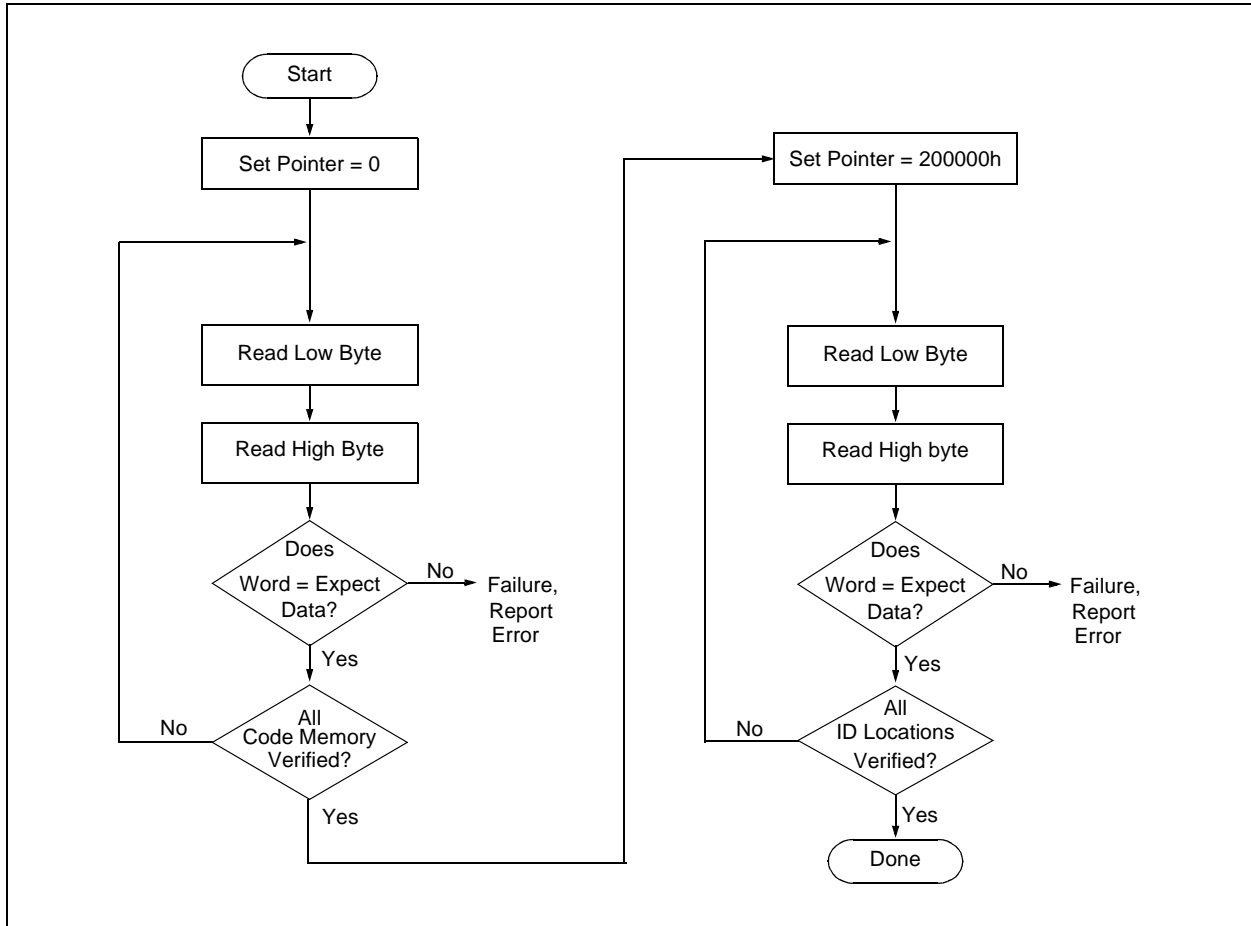 Start
Set Pointer = 0
Read Low Byte
Read High Byte
Does
Word = Expect
Data?
No
Failure,
Report
Error
Yes
All
Code Memory
Verified?
No
Yes
Set Pointer = 200000h
Read Low Byte
Read High byte
Does
Word = Expect
Data?
No
Failure,
Report
Error
Yes
All
ID Locations
Verified?
No
Yes
Done